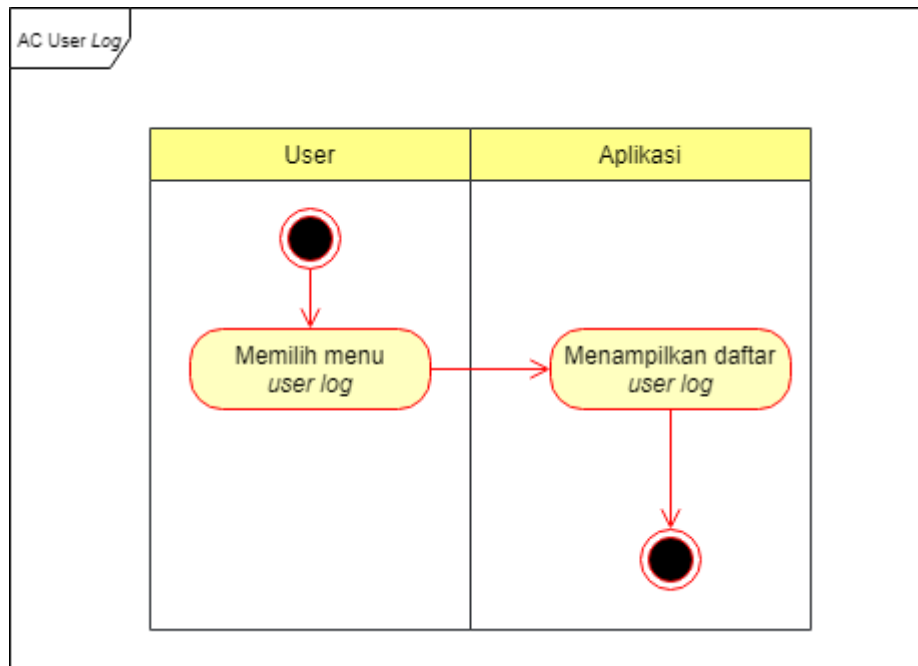 AC User Log
User
Aplikasi
Memilih menu
user log
Menampilkan daftar
user log